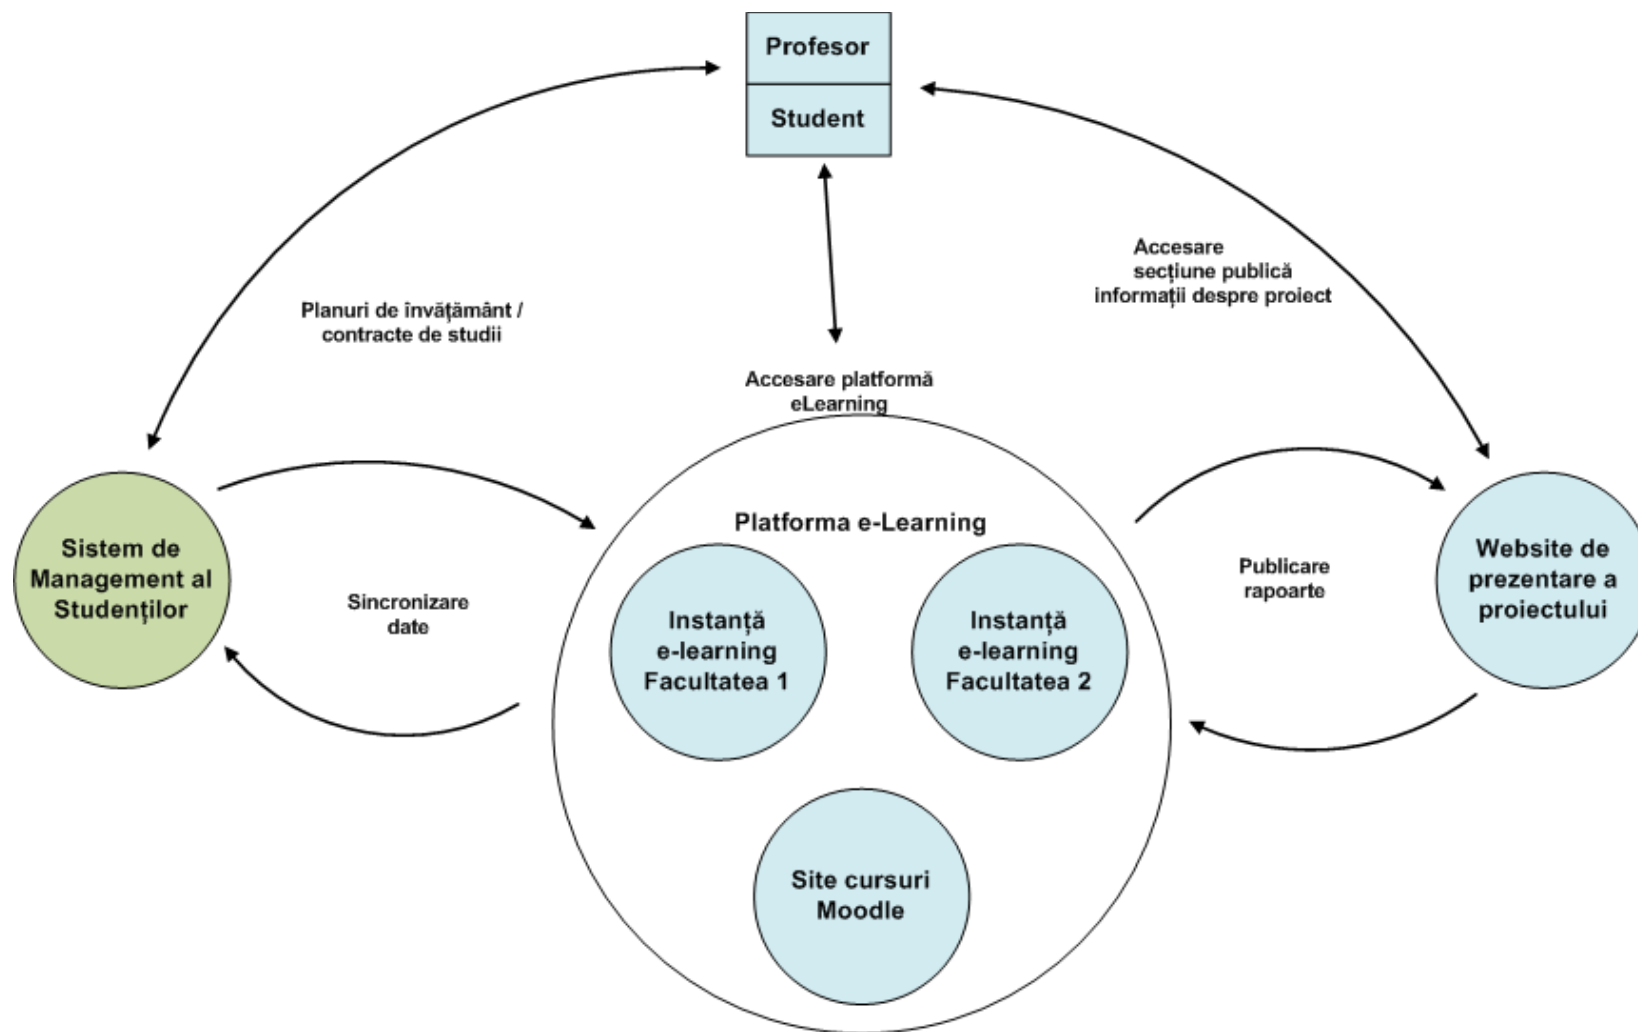 Profesor
Student
Accesare
secțiune publică
informații despre proiect
Planuri de învățământ /
contracte de studii
Accesare platformă
eLearning
Platforma e-Learning
Sistem de
Management al
Studenților
Sincronizare
date
Instanță
e-learning
Facultatea 1
Instanță
e-learning
Facultatea 2
Publicare
rapoarte
Website de
prezentare a
proiectului
Site cursuri
Moodle